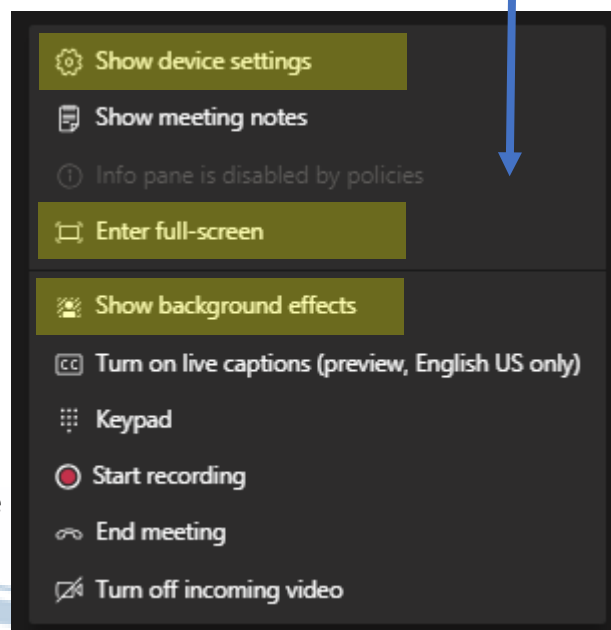 Show device settings
Show meeting notes
Info pane is disabled by policies
Enter full-screen
Show background effects
CC Turn on live captions (preview, English US only)
Keypad
Start recording
End meeting
Turn off incoming video